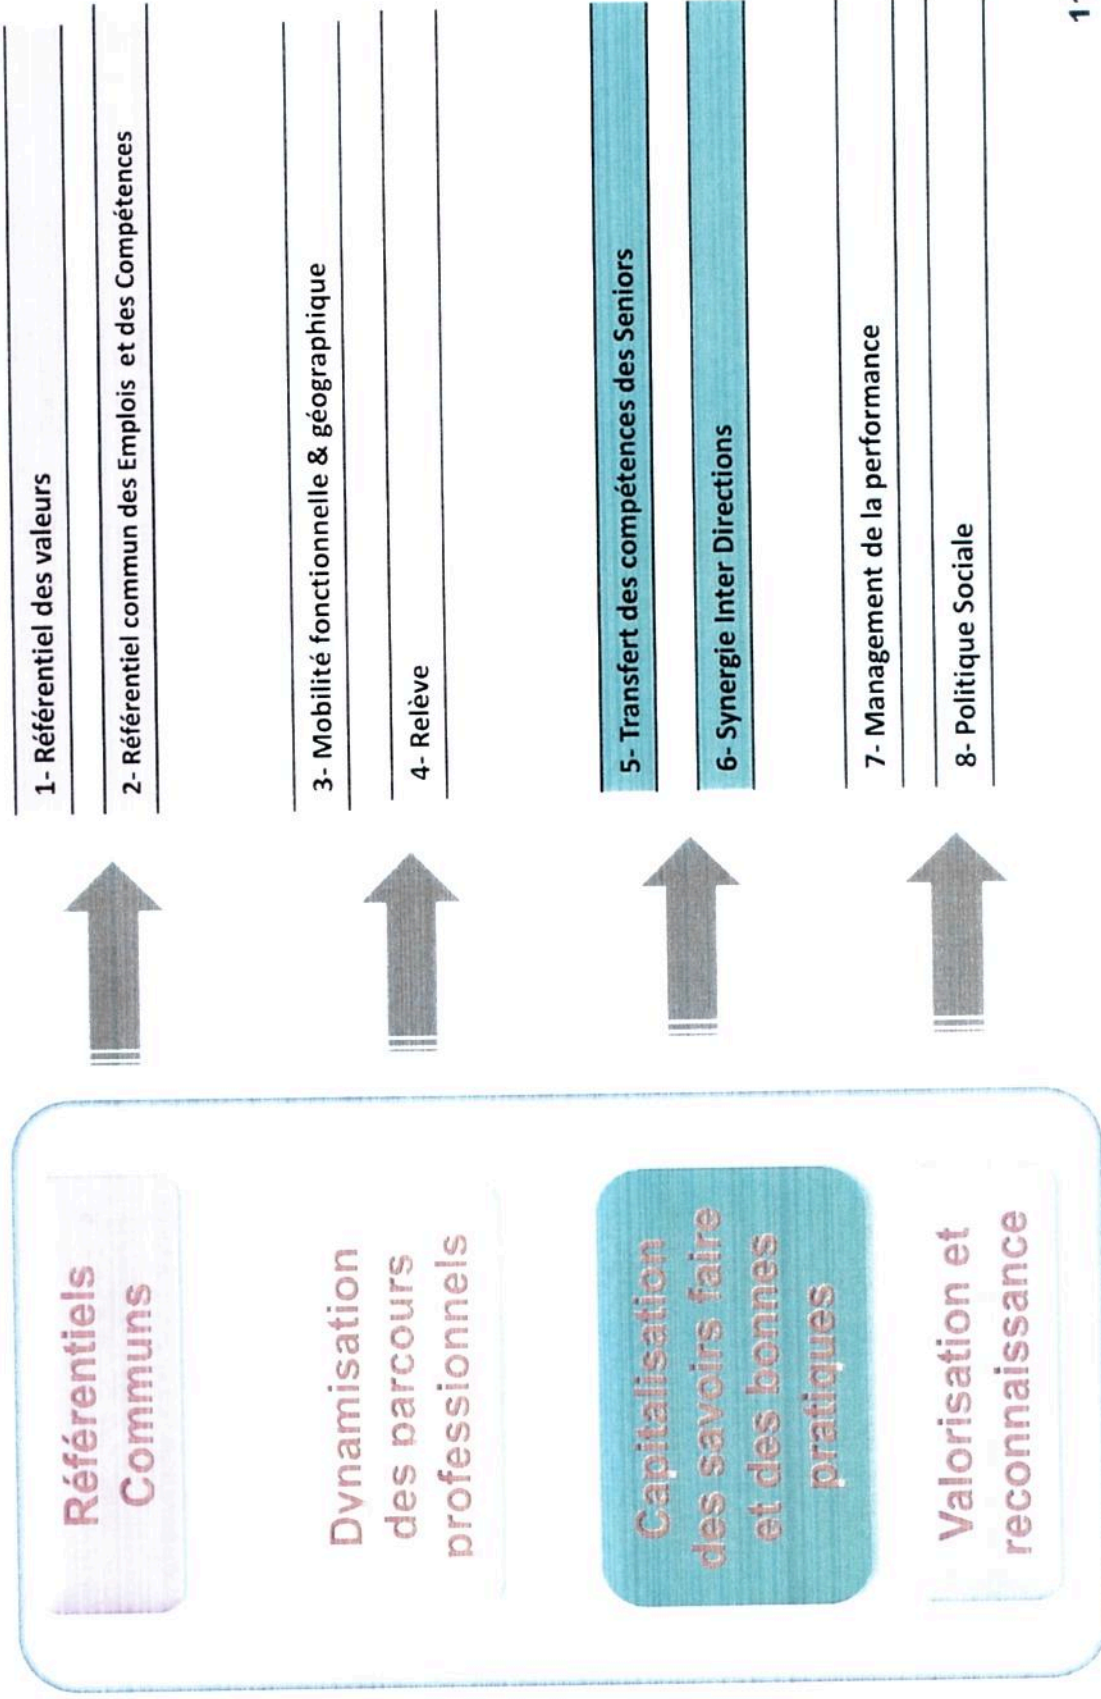 Référentiels
Communs
1- Référentiel des valeurs
2- Référentiel commun des Emplois et des Compétences
Dynamisation
des parcours
professionnels
3- Mobilité fonctionnelle & géographique
4- Relève
Capitalisation
des savoirs faire
et des bonnes
pratiques
5- Transfert des compétences des Seniors
6- Synergie Inter Directions
Valorisation et
reconnaissance
7- Management de la performance
8- Politique Sociale